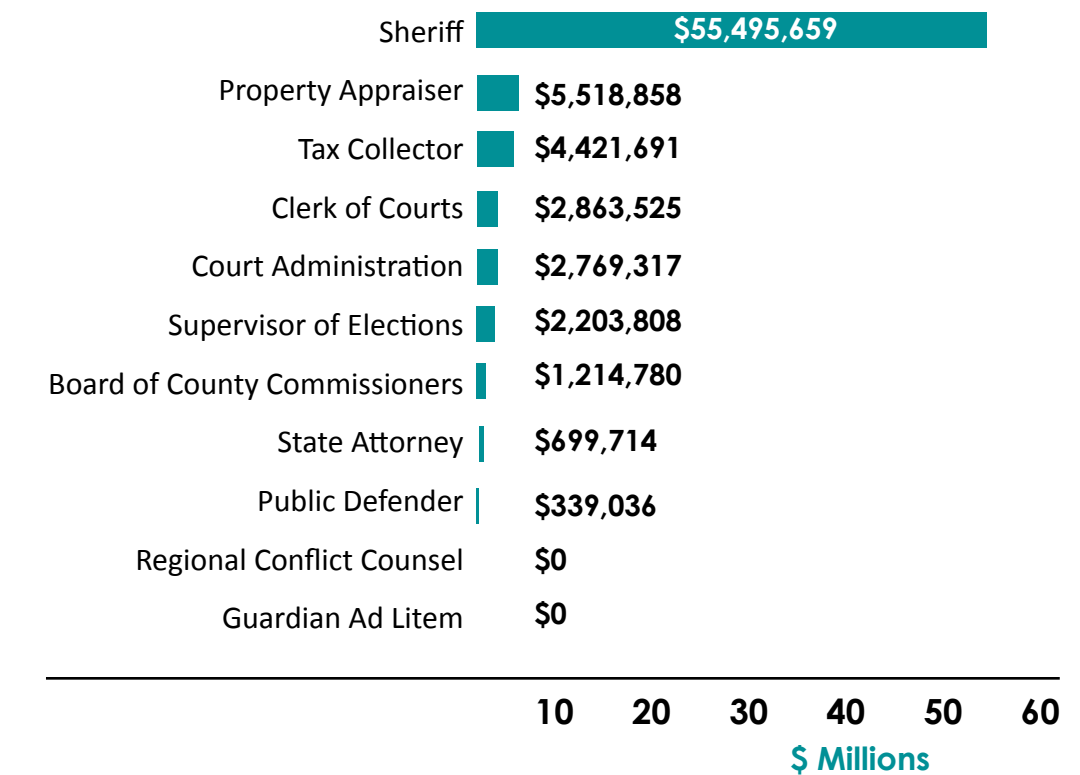 Sheriff $55,495,659
Property Appraiser $5,518,858
Tax Collector $4,421,691
Clerk of Courts $2,863,525
Court Administration $2,769,317
Supervisor of Elections $2,203,808
Board of County Commissioners $1,214,780
State Attorney $699,714
Public Defender $339,036
Regional Conflict Counsel $0
Guardian Ad Litem $0
10 20 30 40 50 60
$ Millions